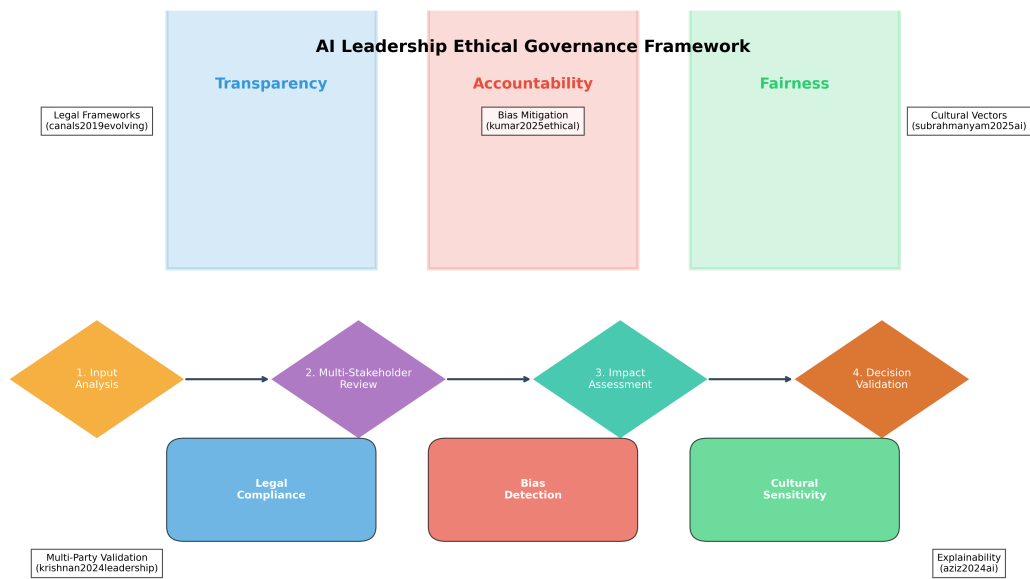 AI Leadership Ethical Governance Framework
Transparency
Accountability
Fairness
Legal Frameworks
(canals2019evolving)
Bias Mitigation
(kumar2025ethical)
Cultural Vectors
(subrahmanyam2025ai)
1. Input
Analysis
2. Multi-Stakeholder
Review
3. Impact
Assessment
4. Decision
Validation
Legal
Compliance
Bias
Detection
Cultural
Sensitivity
Multi-Party Validation
(krishnan2024leadership)
Explainability
(aziz2024ai)